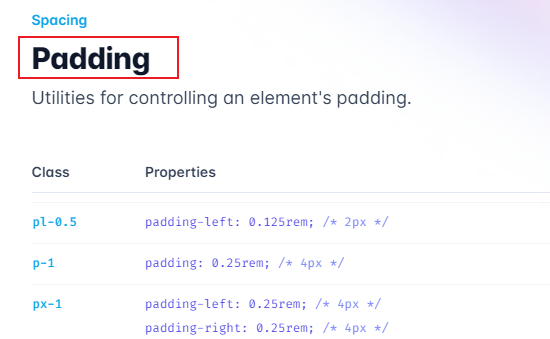 Spacing
Padding
Utilities for controlling an element's padding.
Class Properties
pl-0.5 padding-left: 0.125rem; /* 2px */
p-1 padding: 0.25rem; /* 4px */
px-1 padding-left: 0.25rem; /* 4px */
padding-right: 0.25rem; /* 4px */